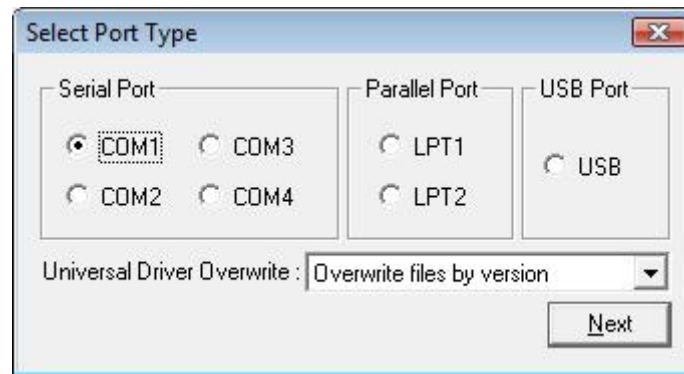 Select Port Type
Serial Port Parallel Port USB Port
COM1 COM3 LPT1
USB
COM2 COM4 LPT2
Universal Driver Overwrite : Overwrite files by version
Next